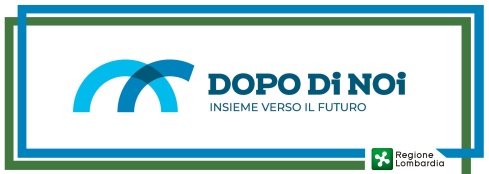 DOPO Di NOi
INSIEME VERSO IL FUTURO
Regione
Lombardia